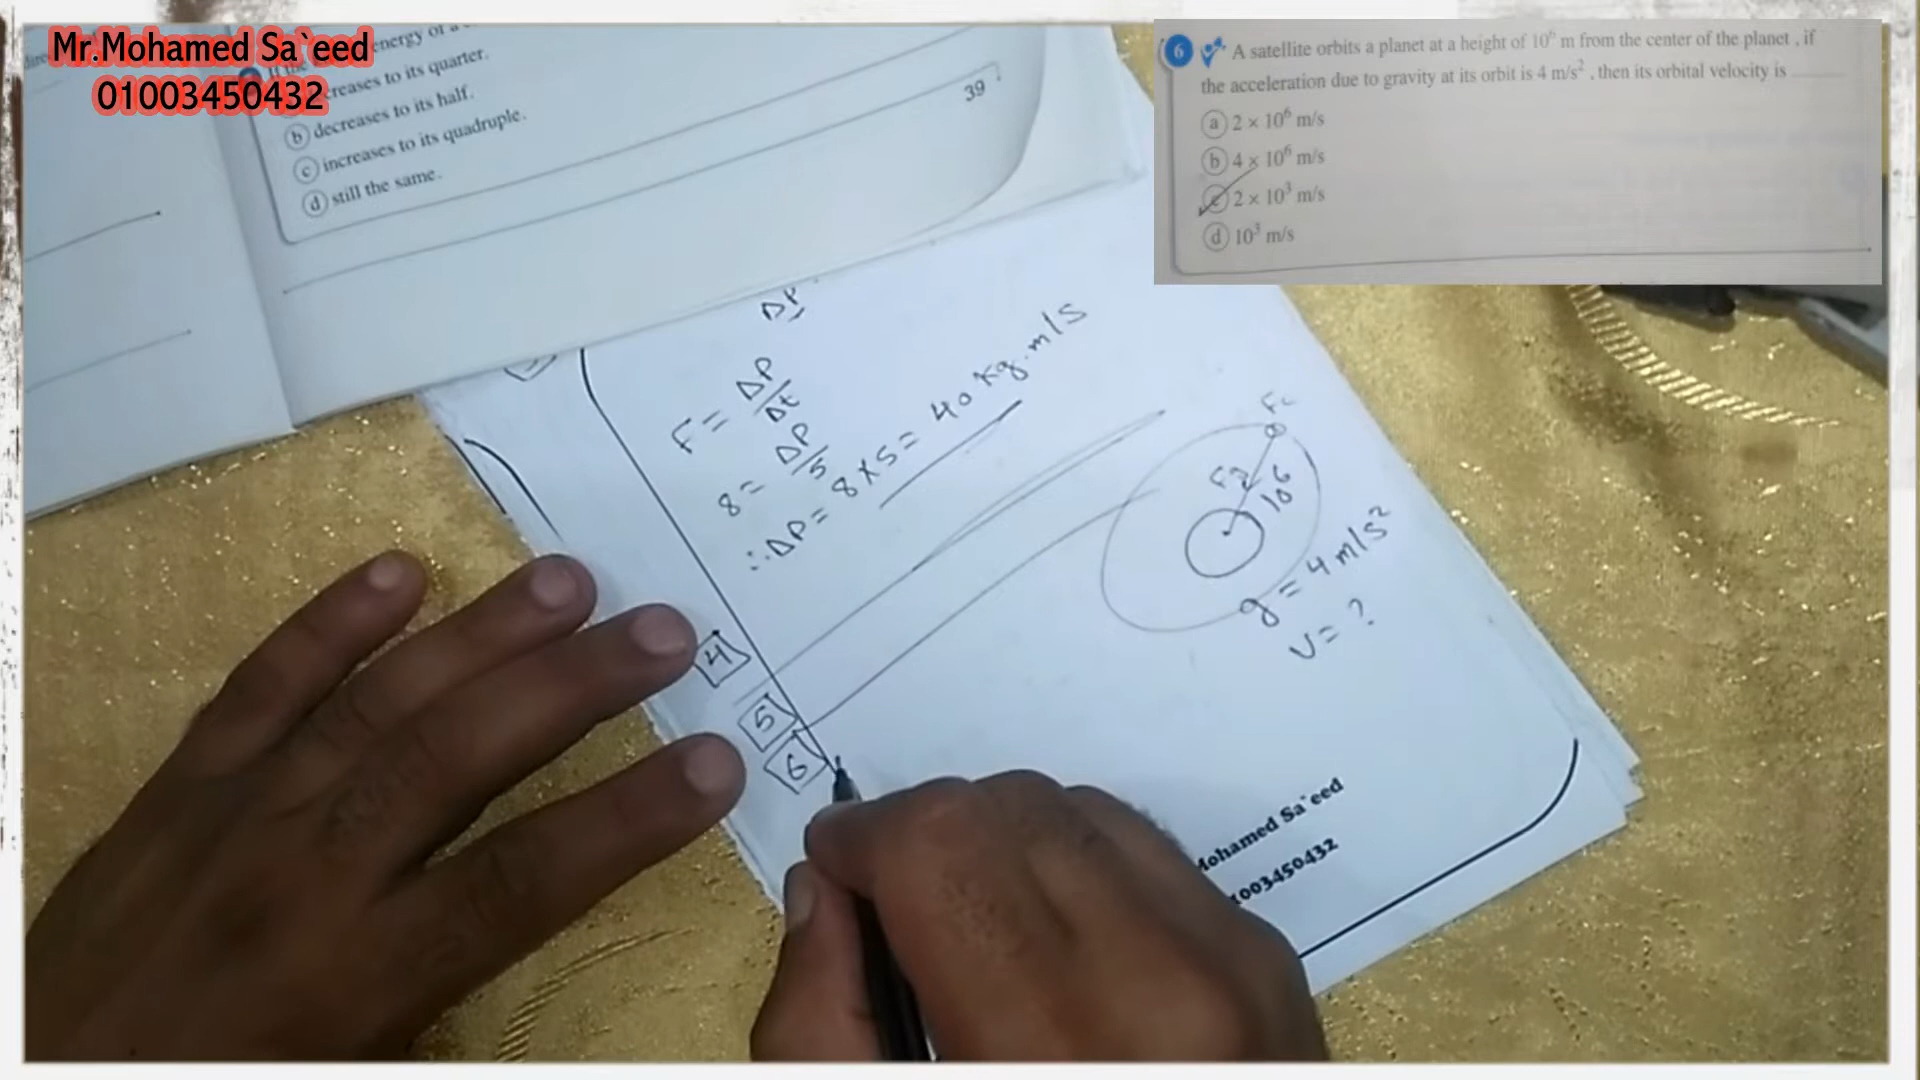 Mr.Mohamed Sa`eed
01003450432
energy of a
creases to its quarter.
b decreases to its half.
c increases to its quadruple.
d still the same.
39
6 A satellite orbits a planet at a height of 10⁶ m from the center of the planet , if
the acceleration due to gravity at its orbit is 4 m/s² , then its orbital velocity is
a 2 × 10⁶ m/s
b 4 × 10⁶ m/s
c 2 × 10³ m/s
d 10³ m/s
ΔP
F = ΔP/Δt
8 = ΔP/5
∴ ΔP = 8 × 5 = 40 kg.m/s
Fc
Fg
10⁶
g = 4 m/s²
v = ?
4
5
6
Mohamed Sa`eed
1003450432